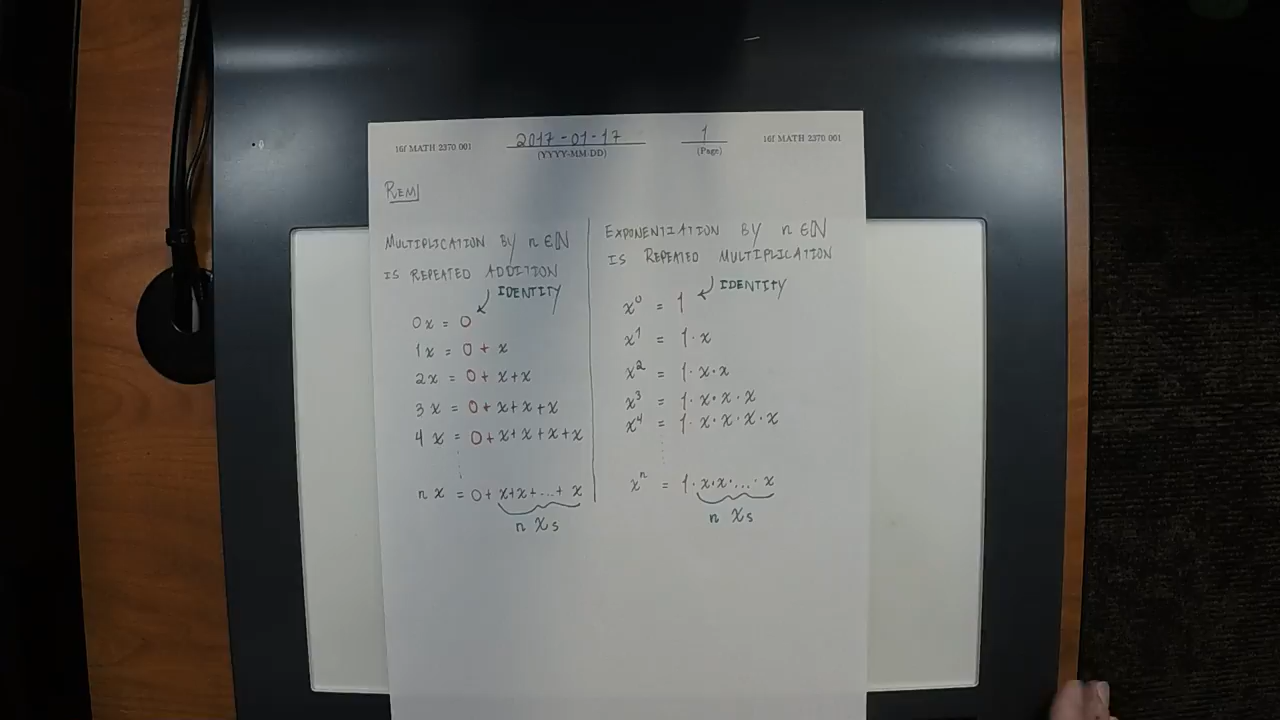 16f MATH 2370 001 2017-01-17 1 16f MATH 2370 001
(YYYY-MM-DD) (Page)
REM
MULTIPLICATION BY n ∈ ℕ
IS REPEATED ADDITION
IDENTITY
0x = 0
1x = 0 + x
2x = 0 + x + x
3x = 0 + x + x + x
4x = 0 + x + x + x + x
nx = 0 + x + x + ... + x
n Xs
EXPONENTIATION BY n ∈ ℕ
IS REPEATED MULTIPLICATION
IDENTITY
x⁰ = 1
x¹ = 1 · x
x² = 1 · x · x
x³ = 1 · x · x · x
x⁴ = 1 · x · x · x · x
xⁿ = 1 · x · x · ... · x
n Xs